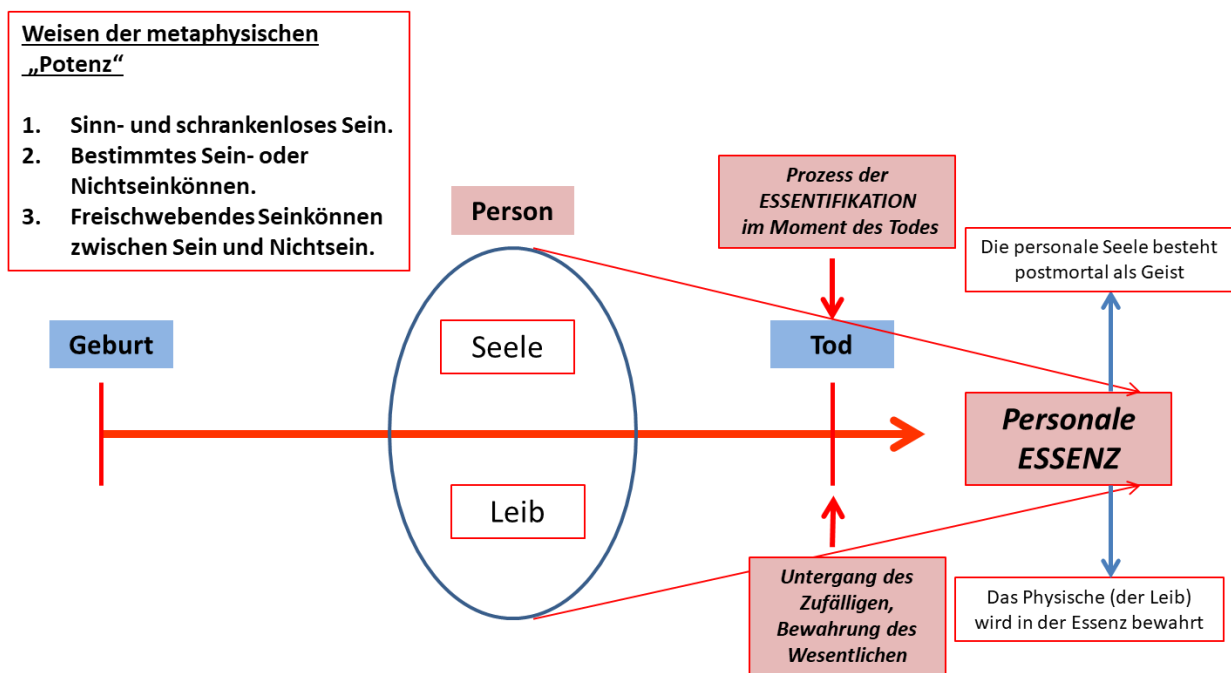 Weisen der metaphysischen
„Potenz“
1. Sinn- und schrankenloses Sein.
2. Bestimmtes Sein- oder
Nichtseinkönnen.
3. Freischwebendes Seinkönnen
zwischen Sein und Nichtsein.
Person
Prozess der
ESSENTIFIKATION
im Moment des Todes
Die personale Seele besteht
postmortal als Geist
Geburt
Seele
Tod
Personale
ESSENZ
Leib
Untergang des
Zufälligen,
Bewahrung des
Wesentlichen
Das Physische (der Leib)
wird in der Essenz bewahrt